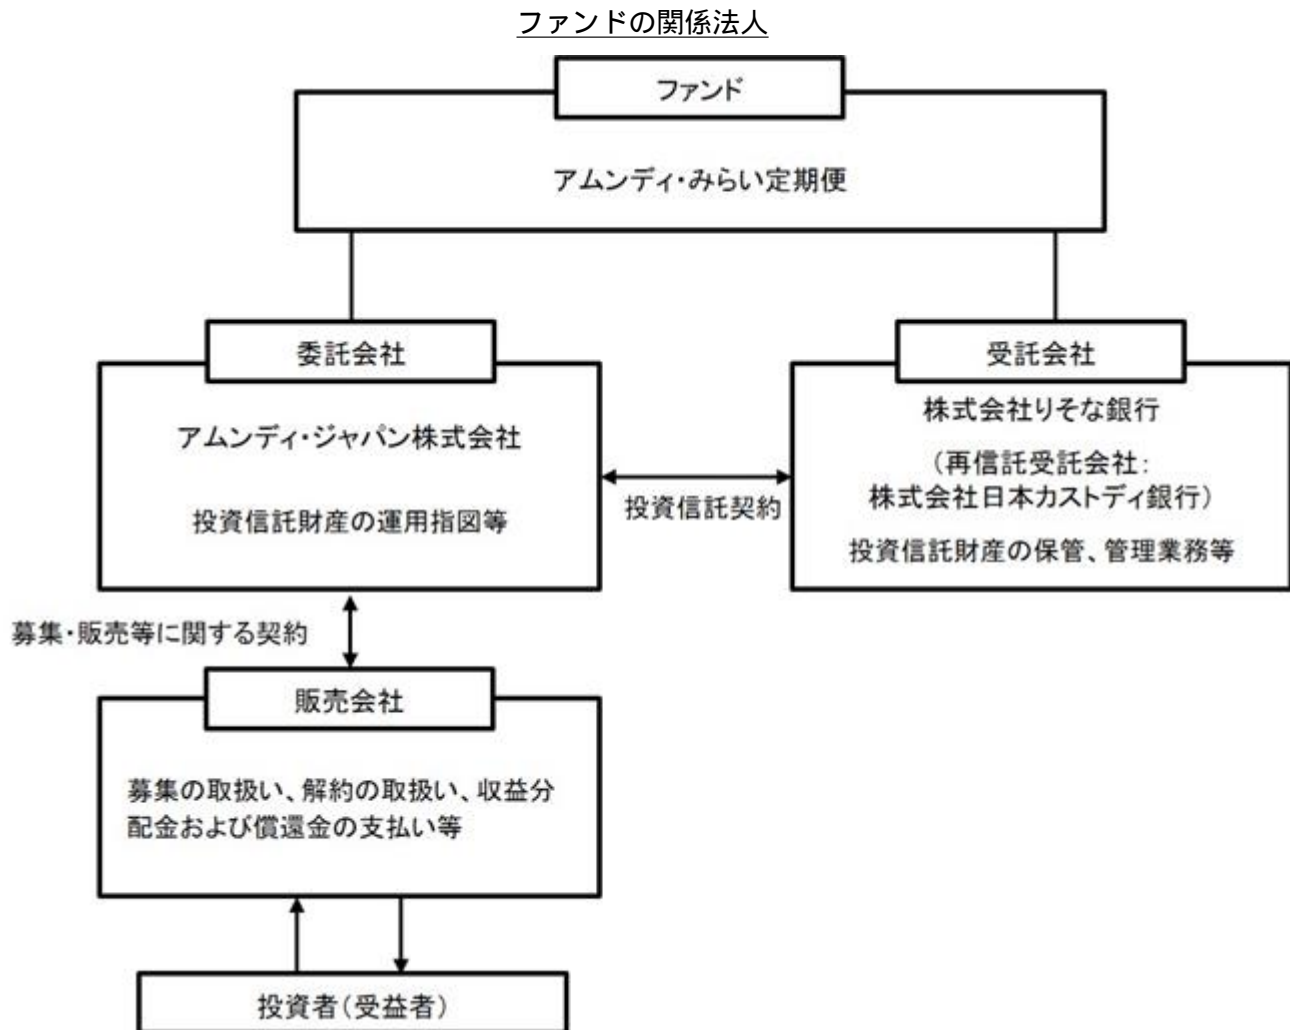 ファンドの関係法人
ファンド
アムンディ・みらい定期便
委託会社
アムンディ・ジャパン株式会社
投資信託財産の運用指図等
投資信託契約
受託会社
株式会社りそな銀行
(再信託受託会社:
株式会社日本カストディ銀行)
投資信託財産の保管、管理業務等
募集・販売等に関する契約
販売会社
募集の取扱い、解約の取扱い、収益分
配金および償還金の支払い等
投資者(受益者)